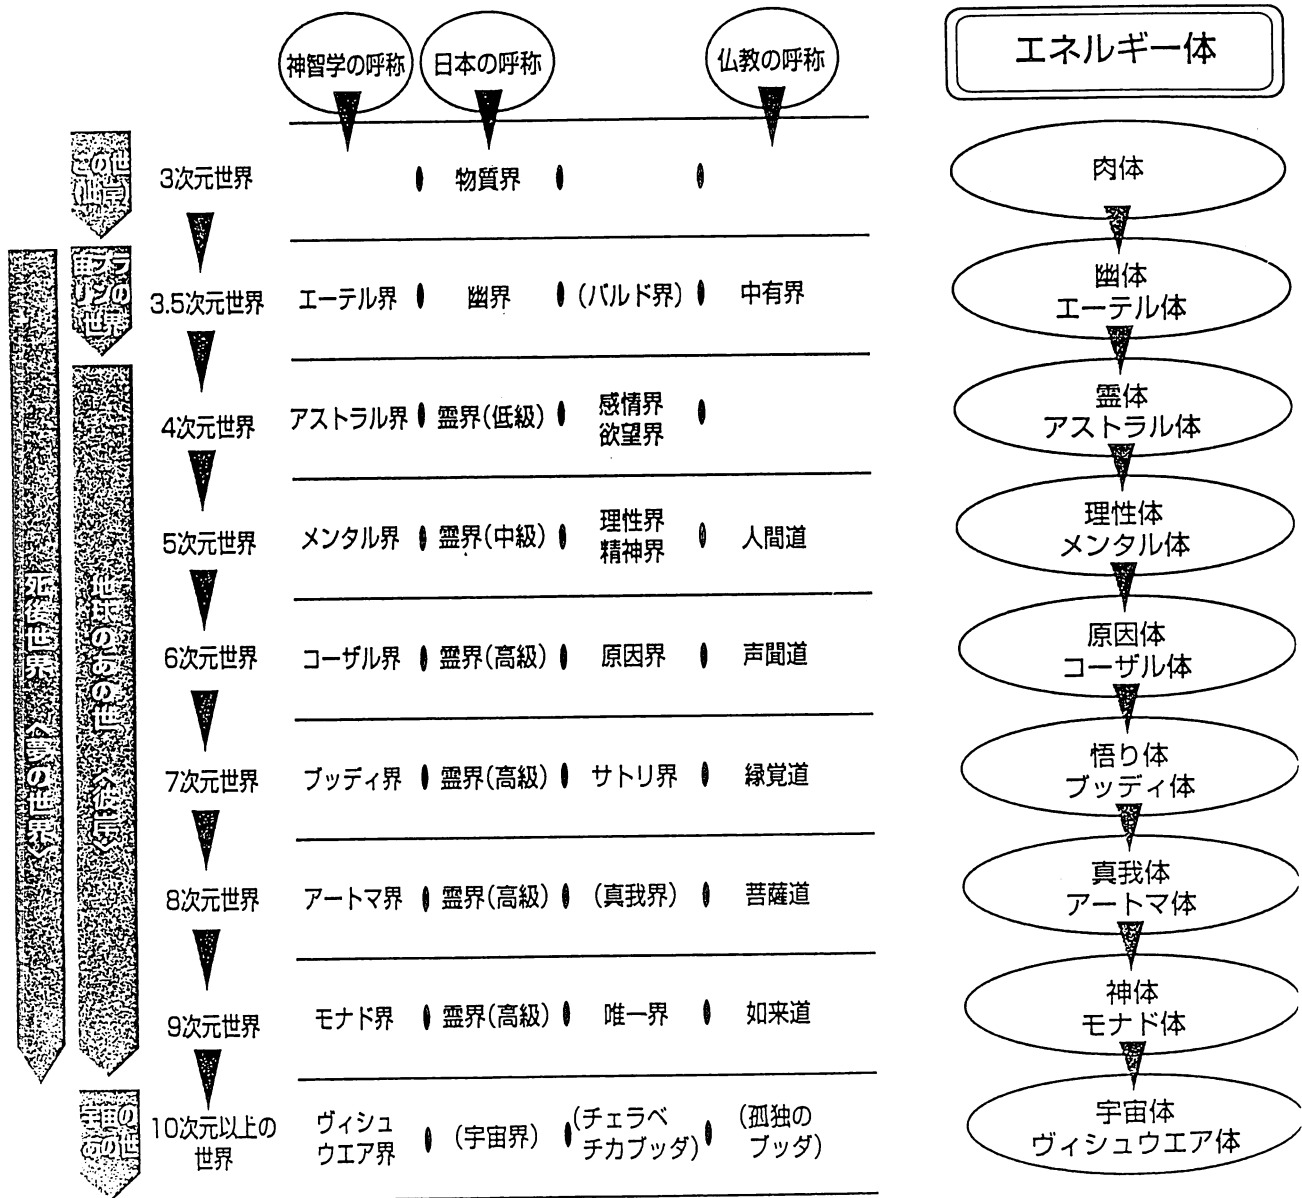 神智学の呼称 日本の呼称 仏教の呼称 エネルギー体
3次元世界 物質界 肉体
3.5次元世界 エーテル界 幽界 (バルド界) 中有界
幽体
エーテル体
4次元世界 アストラル界 霊界(低級)
感情界
欲望界
霊体
アストラル体
5次元世界 メンタル界 霊界(中級)
理性界
精神界
人間道
理性体
メンタル体
6次元世界 コーザル界 霊界(高級) 原因界 声聞道
原因体
コーザル体
7次元世界 ブッディ界 霊界(高級) サトリ界 縁覚道
悟り体
ブッディ体
8次元世界 アートマ界 霊界(高級) (真我界) 菩薩道
真我体
アートマ体
9次元世界 モナド界 霊界(高級) 唯一界 如来道
神体
モナド体
10次元以上の
世界
ヴィシュ
ウエア界
(宇宙界)
(チェラベ
チカブッダ)
(孤独の
ブッダ)
宇宙体
ヴィシュウエア体
この世
リンの
世界
死後世界 〈夢の世界〉
地球のあの世
宇宙の
あの世